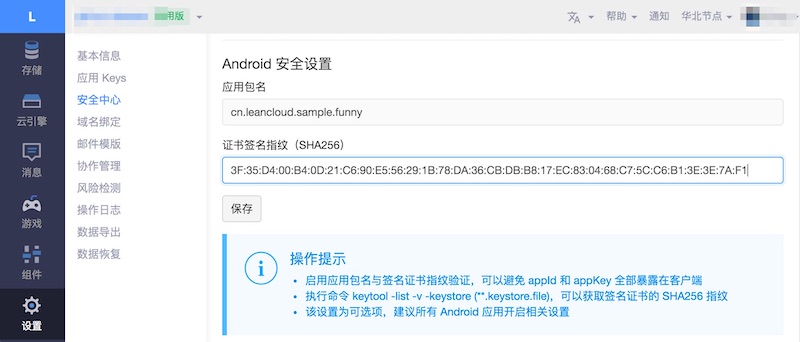 L
用版
帮助
通知
华北节点
存储
云引擎
消息
游戏
组件
设置
基本信息
应用 Keys
安全中心
域名绑定
邮件模版
协作管理
风险检测
操作日志
数据导出
数据恢复
Android 安全设置
应用包名
cn.leancloud.sample.funny
证书签名指纹（SHA256）
3F:35:D4:00:B4:0D:21:C6:90:E5:56:29:1B:78:DA:36:CB:DB:B8:17:EC:83:04:68:C7:5C:C6:B1:3E:3E:7A:F1
保存
操作提示
• 启用应用包名与签名证书指纹验证，可以避免 appId 和 appKey 全部暴露在客户端
• 执行命令 keytool -list -v -keystore (**.keystore.file)，可以获取签名证书的 SHA256 指纹
• 该设置为可选项，建议所有 Android 应用开启相关设置